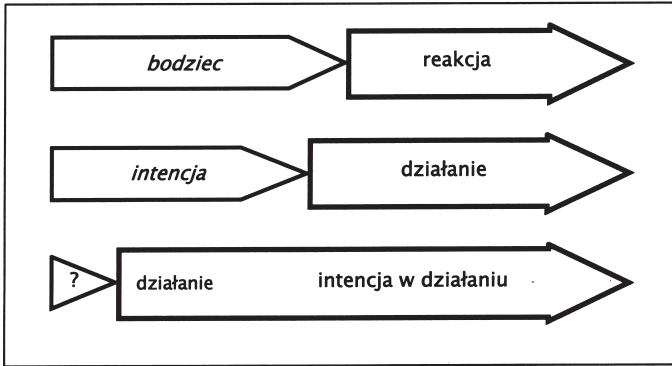 bodziec reakcja
intencja działanie
? działanie intencja w działaniu